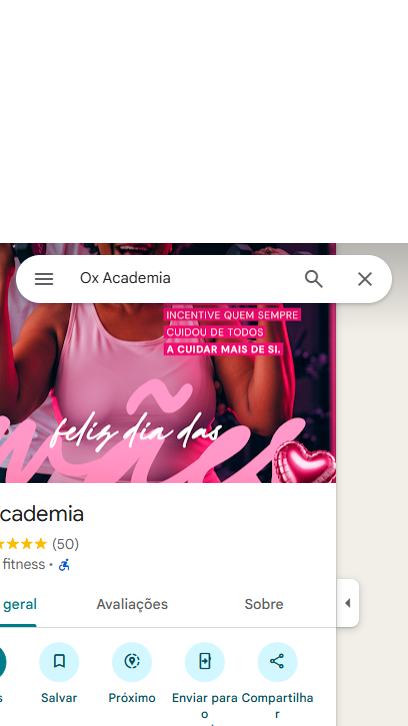 Ox Academia
INCENTIVE QUEM SEMPRE
CUIDOU DE TODOS
A CUIDAR MAIS DE SI.
feliz dia das
mães
cademia
(50)
fitness •
geral
Avaliações
Sobre
s
Salvar
Próximo
Enviar para
o
Compartilha
r